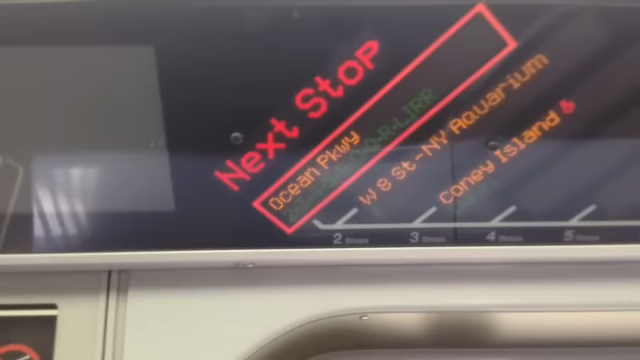 Next Stop
Ocean Pkwy
W 8 St-NY Aquarium
Coney Island &
2
3
4
5